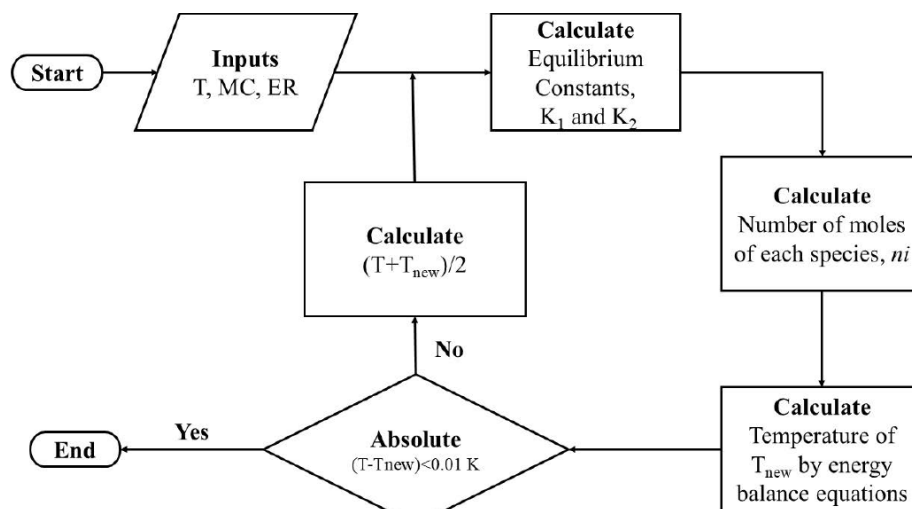 Start
Inputs
T, MC, ER
Calculate
Equilibrium
Constants,
K₁ and K₂
Calculate
Number of moles
of each species, ni
Calculate
Temperature of
Tₙₑw by energy
balance equations
Absolute
(T-Tnew)<0.01 K
No
Calculate
(T+Tₙₑw)/2
Yes
End